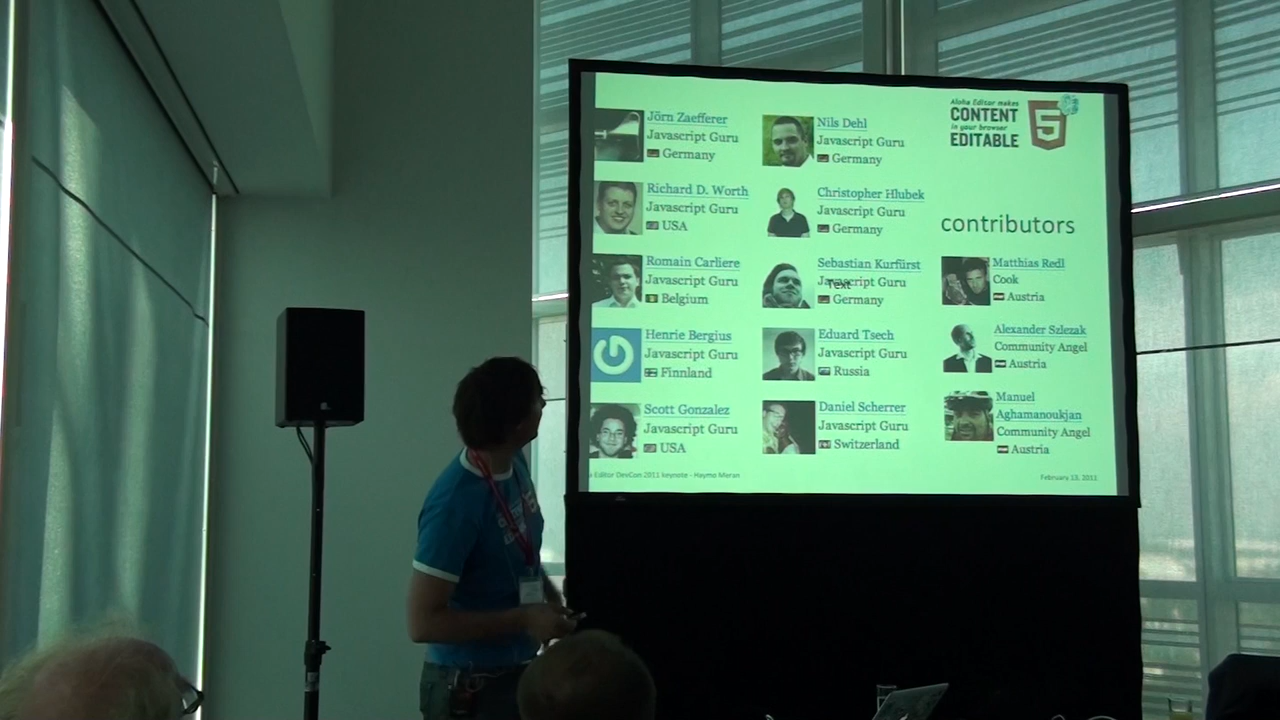 Jörn Zaefferer
Javascript Guru
Germany
Richard D. Worth
Javascript Guru
USA
Romain Carliere
Javascript Guru
Belgium
Henrie Bergius
Javascript Guru
Finnland
Scott Gonzalez
Javascript Guru
USA
Nils Dehl
Javascript Guru
Germany
Christopher Hlubek
Javascript Guru
Germany
Sebastian Kurfürst
Javascript Guru
Text
Germany
Eduard Tsech
Javascript Guru
Russia
Daniel Scherrer
Javascript Guru
Switzerland
Aloha Editor makes
CONTENT
in your browser
EDITABLE
5
contributors
Matthias Redl
Cook
Austria
Alexander Szlezak
Community Angel
Austria
Manuel
Aghamanoukjan
Community Angel
Austria
a Editor DevCon 2011 keynote - Haymo Meran
February 13, 2011